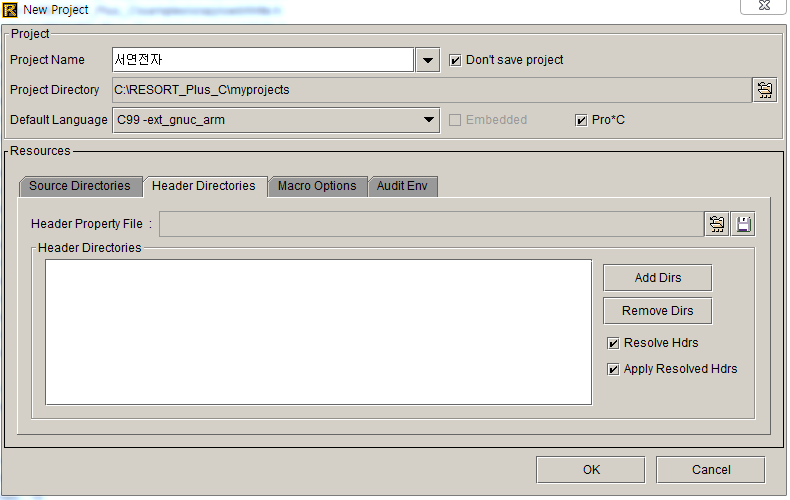 New Project
Project
Project Name 서연전자 Don't save project
Project Directory C:\RESORT_Plus_C\myprojects
Default Language C99 -ext_gnuc_arm Embedded Pro*C
Resources
Source Directories Header Directories Macro Options Audit Env
Header Property File :
Header Directories
Add Dirs
Remove Dirs
Resolve Hdrs
Apply Resolved Hdrs
OK Cancel